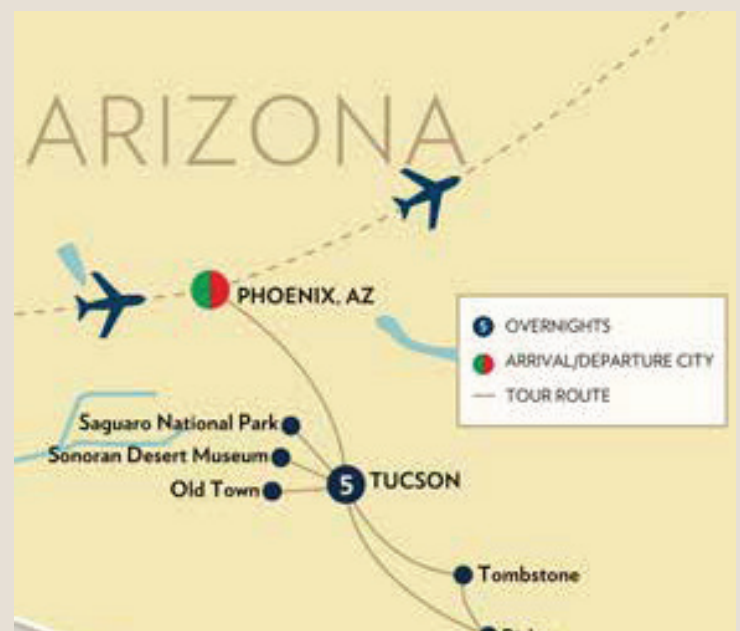 ARIZONA
PHOENIX, AZ
5 OVERNIGHTS
ARRIVAL/DEPARTURE CITY
TOUR ROUTE
Saguaro National Park
Sonoran Desert Museum
Old Town
5 TUCSON
Tombstone